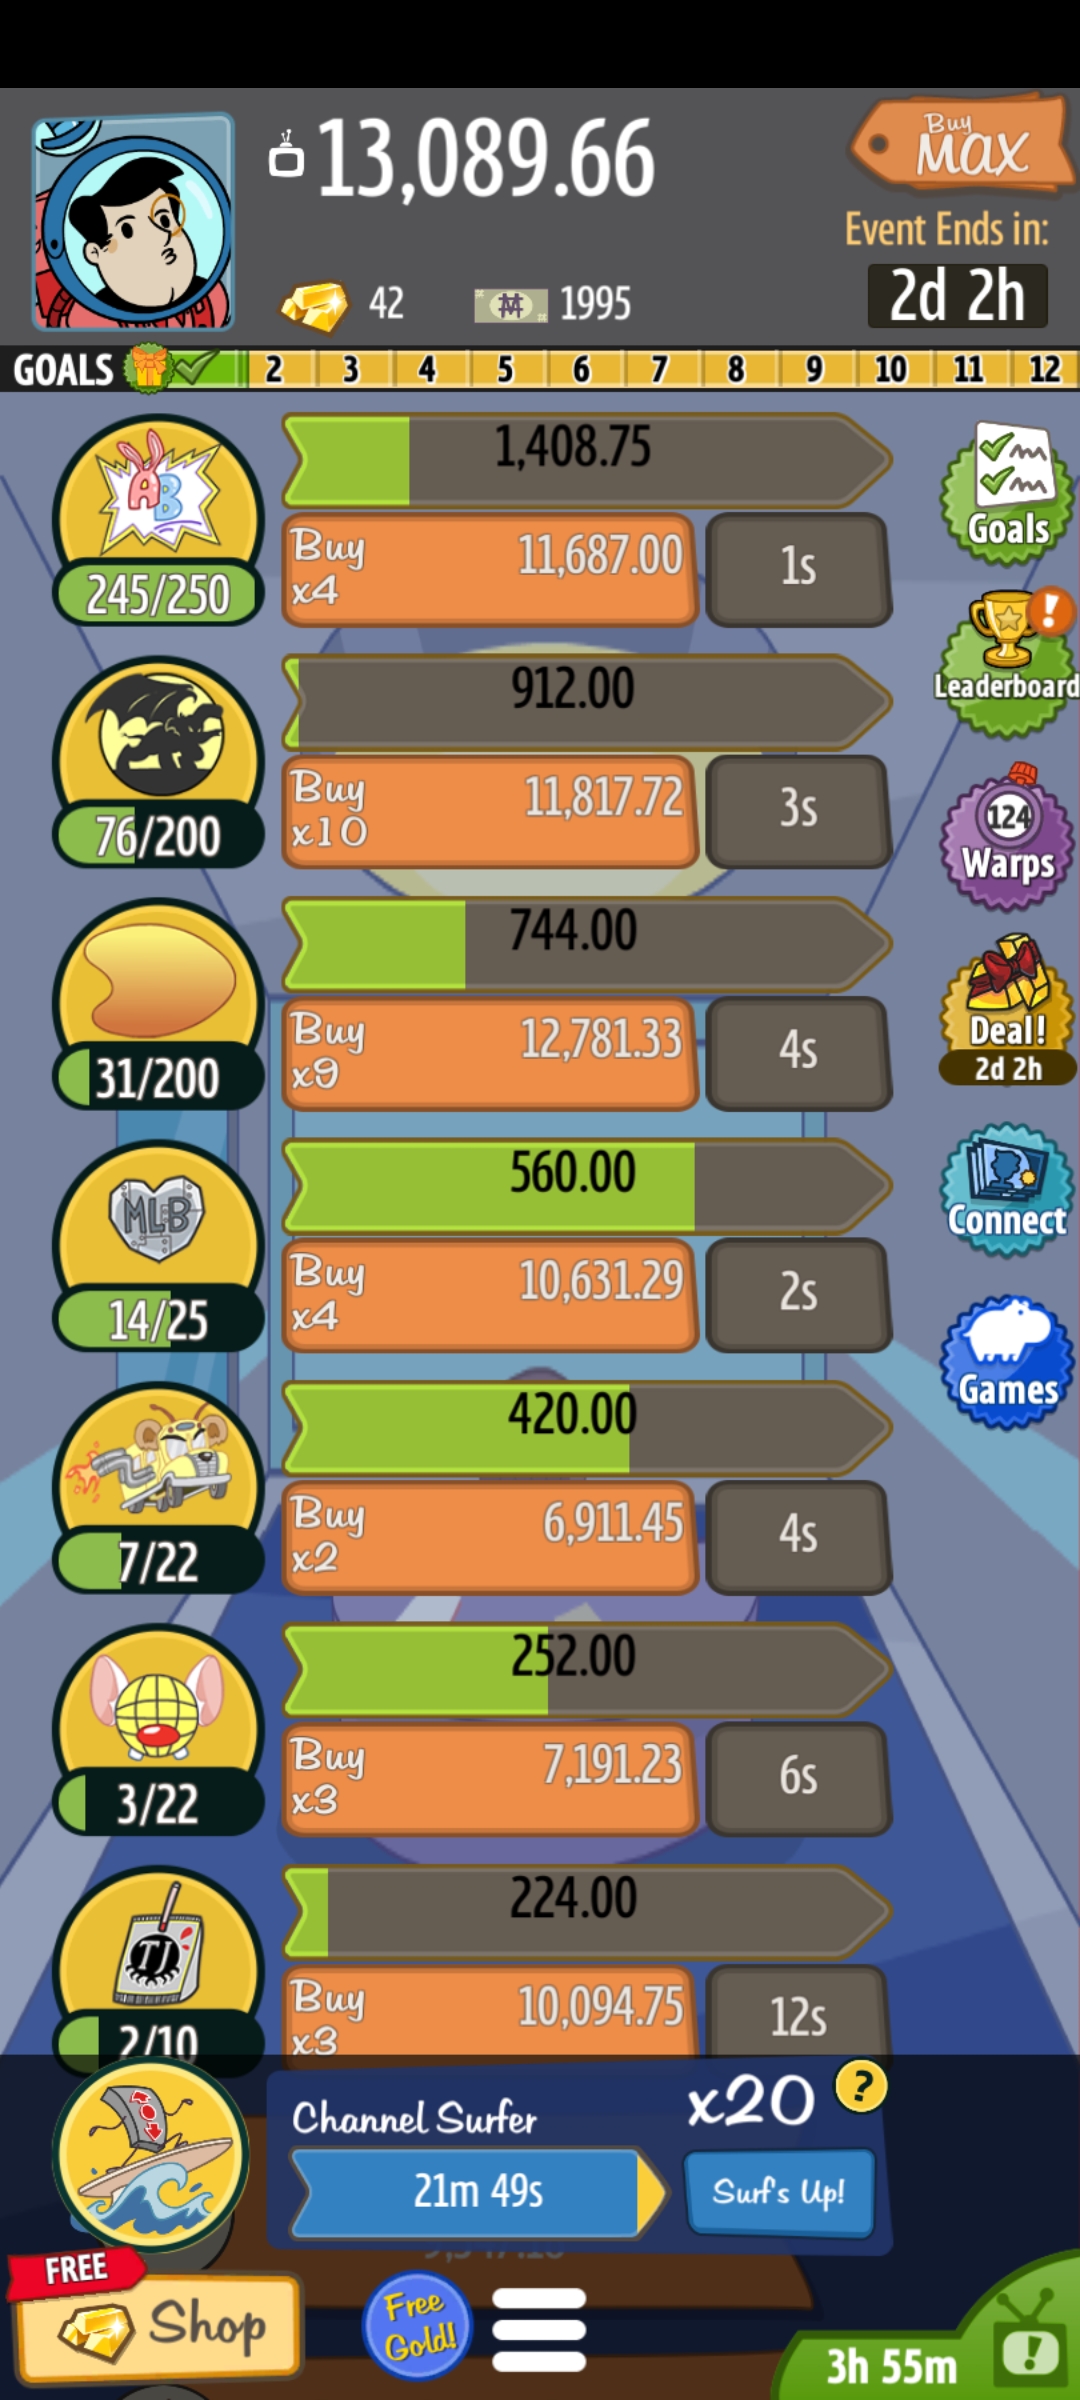 13,089.66
Buy
MAX
Event Ends in:
42
1995
2d 2h
GOALS 2 3 4 5 6 7 8 9 10 11 12
AB
1,408.75
Goals
245/250
Buy
x4
11,687.00
1s
!
Leaderboard
912.00
76/200
Buy
x10
11,817.72
3s
124
Warps
744.00
31/200
Buy
x9
12,781.33
4s
Deal!
2d 2h
MLB
560.00
Connect
14/25
Buy
x4
10,631.29
2s
Games
420.00
7/22
Buy
x2
6,911.45
4s
252.00
3/22
Buy
x3
7,191.23
6s
TJ
224.00
2/10
Buy
x3
10,094.75
12s
Channel Surfer
x20
?
21m 49s
Surf's Up!
FREE
Shop
Free
Gold!
3h 55m
!